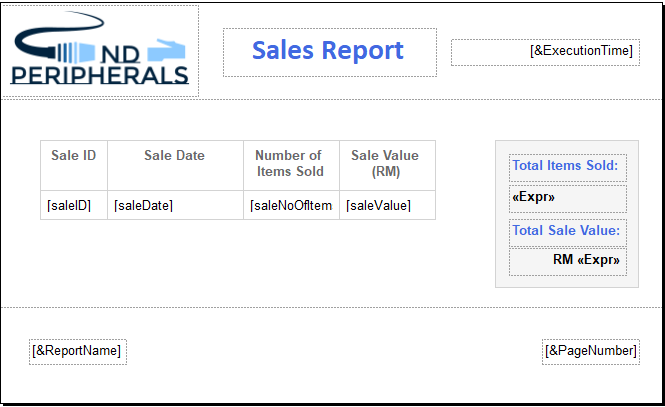 ND
PERIPHERALS
Sales Report
[&ExecutionTime]
Sale ID
Sale Date
Number of
Items Sold
Sale Value
(RM)
[saleID]
[saleDate]
[saleNoOfItem
[saleValue]
Total Items Sold:
«Expr»
Total Sale Value:
RM «Expr»
[&ReportName]
[&PageNumber]